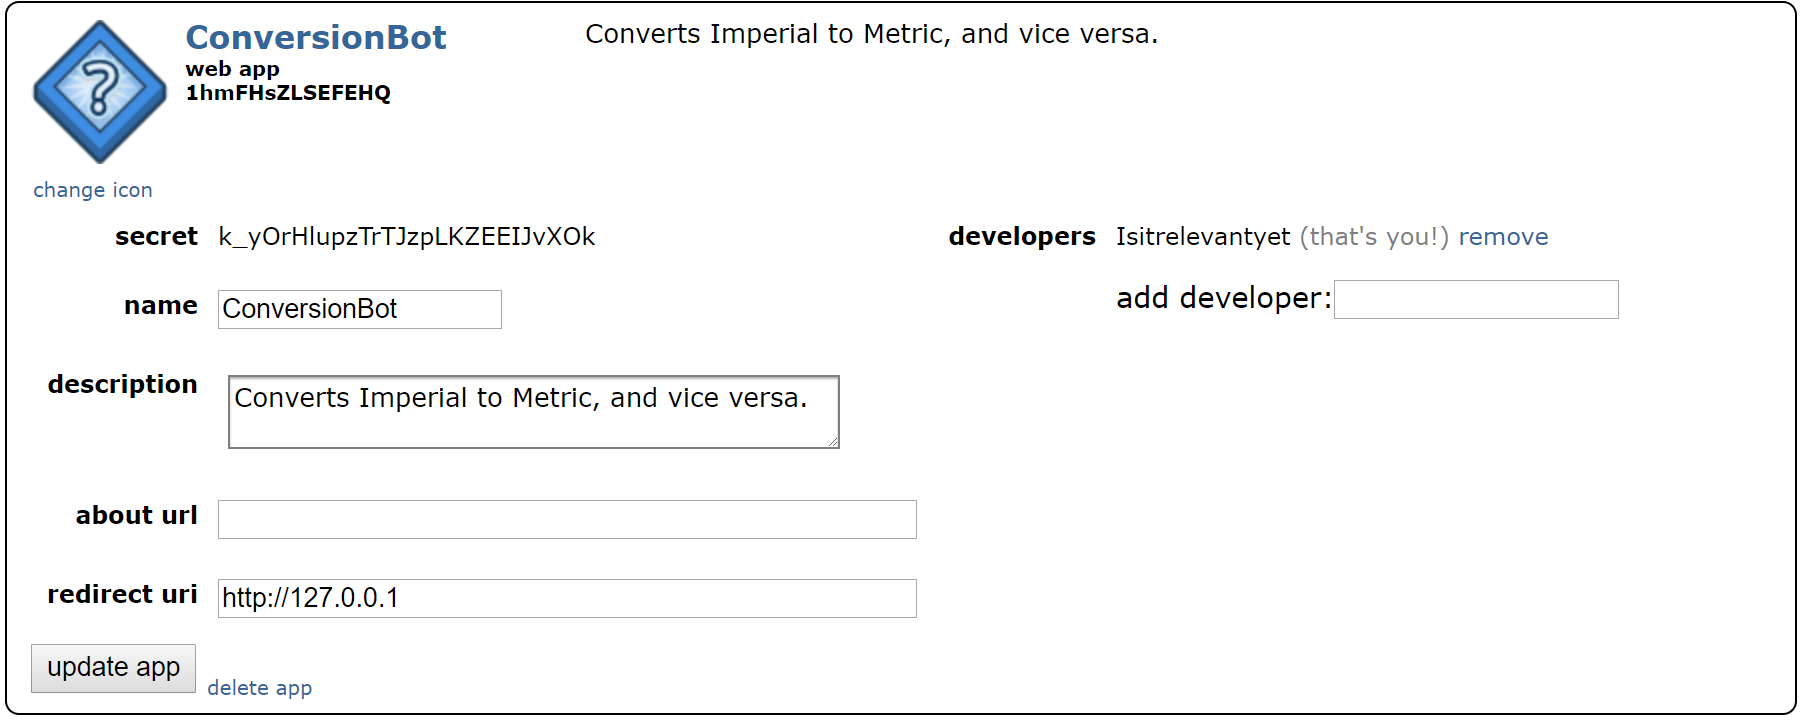 ConversionBot
Converts Imperial to Metric, and vice versa.
web app
1hmFHsZLSEFEHQ
?
change icon
secret k_yOrHlupzTrTJzpLKZEEIJvXOk
developers Isitrelevantyet (that's you!) remove
name ConversionBot
add developer:
description Converts Imperial to Metric, and vice versa.
about url
redirect uri http://127.0.0.1
update app
delete app